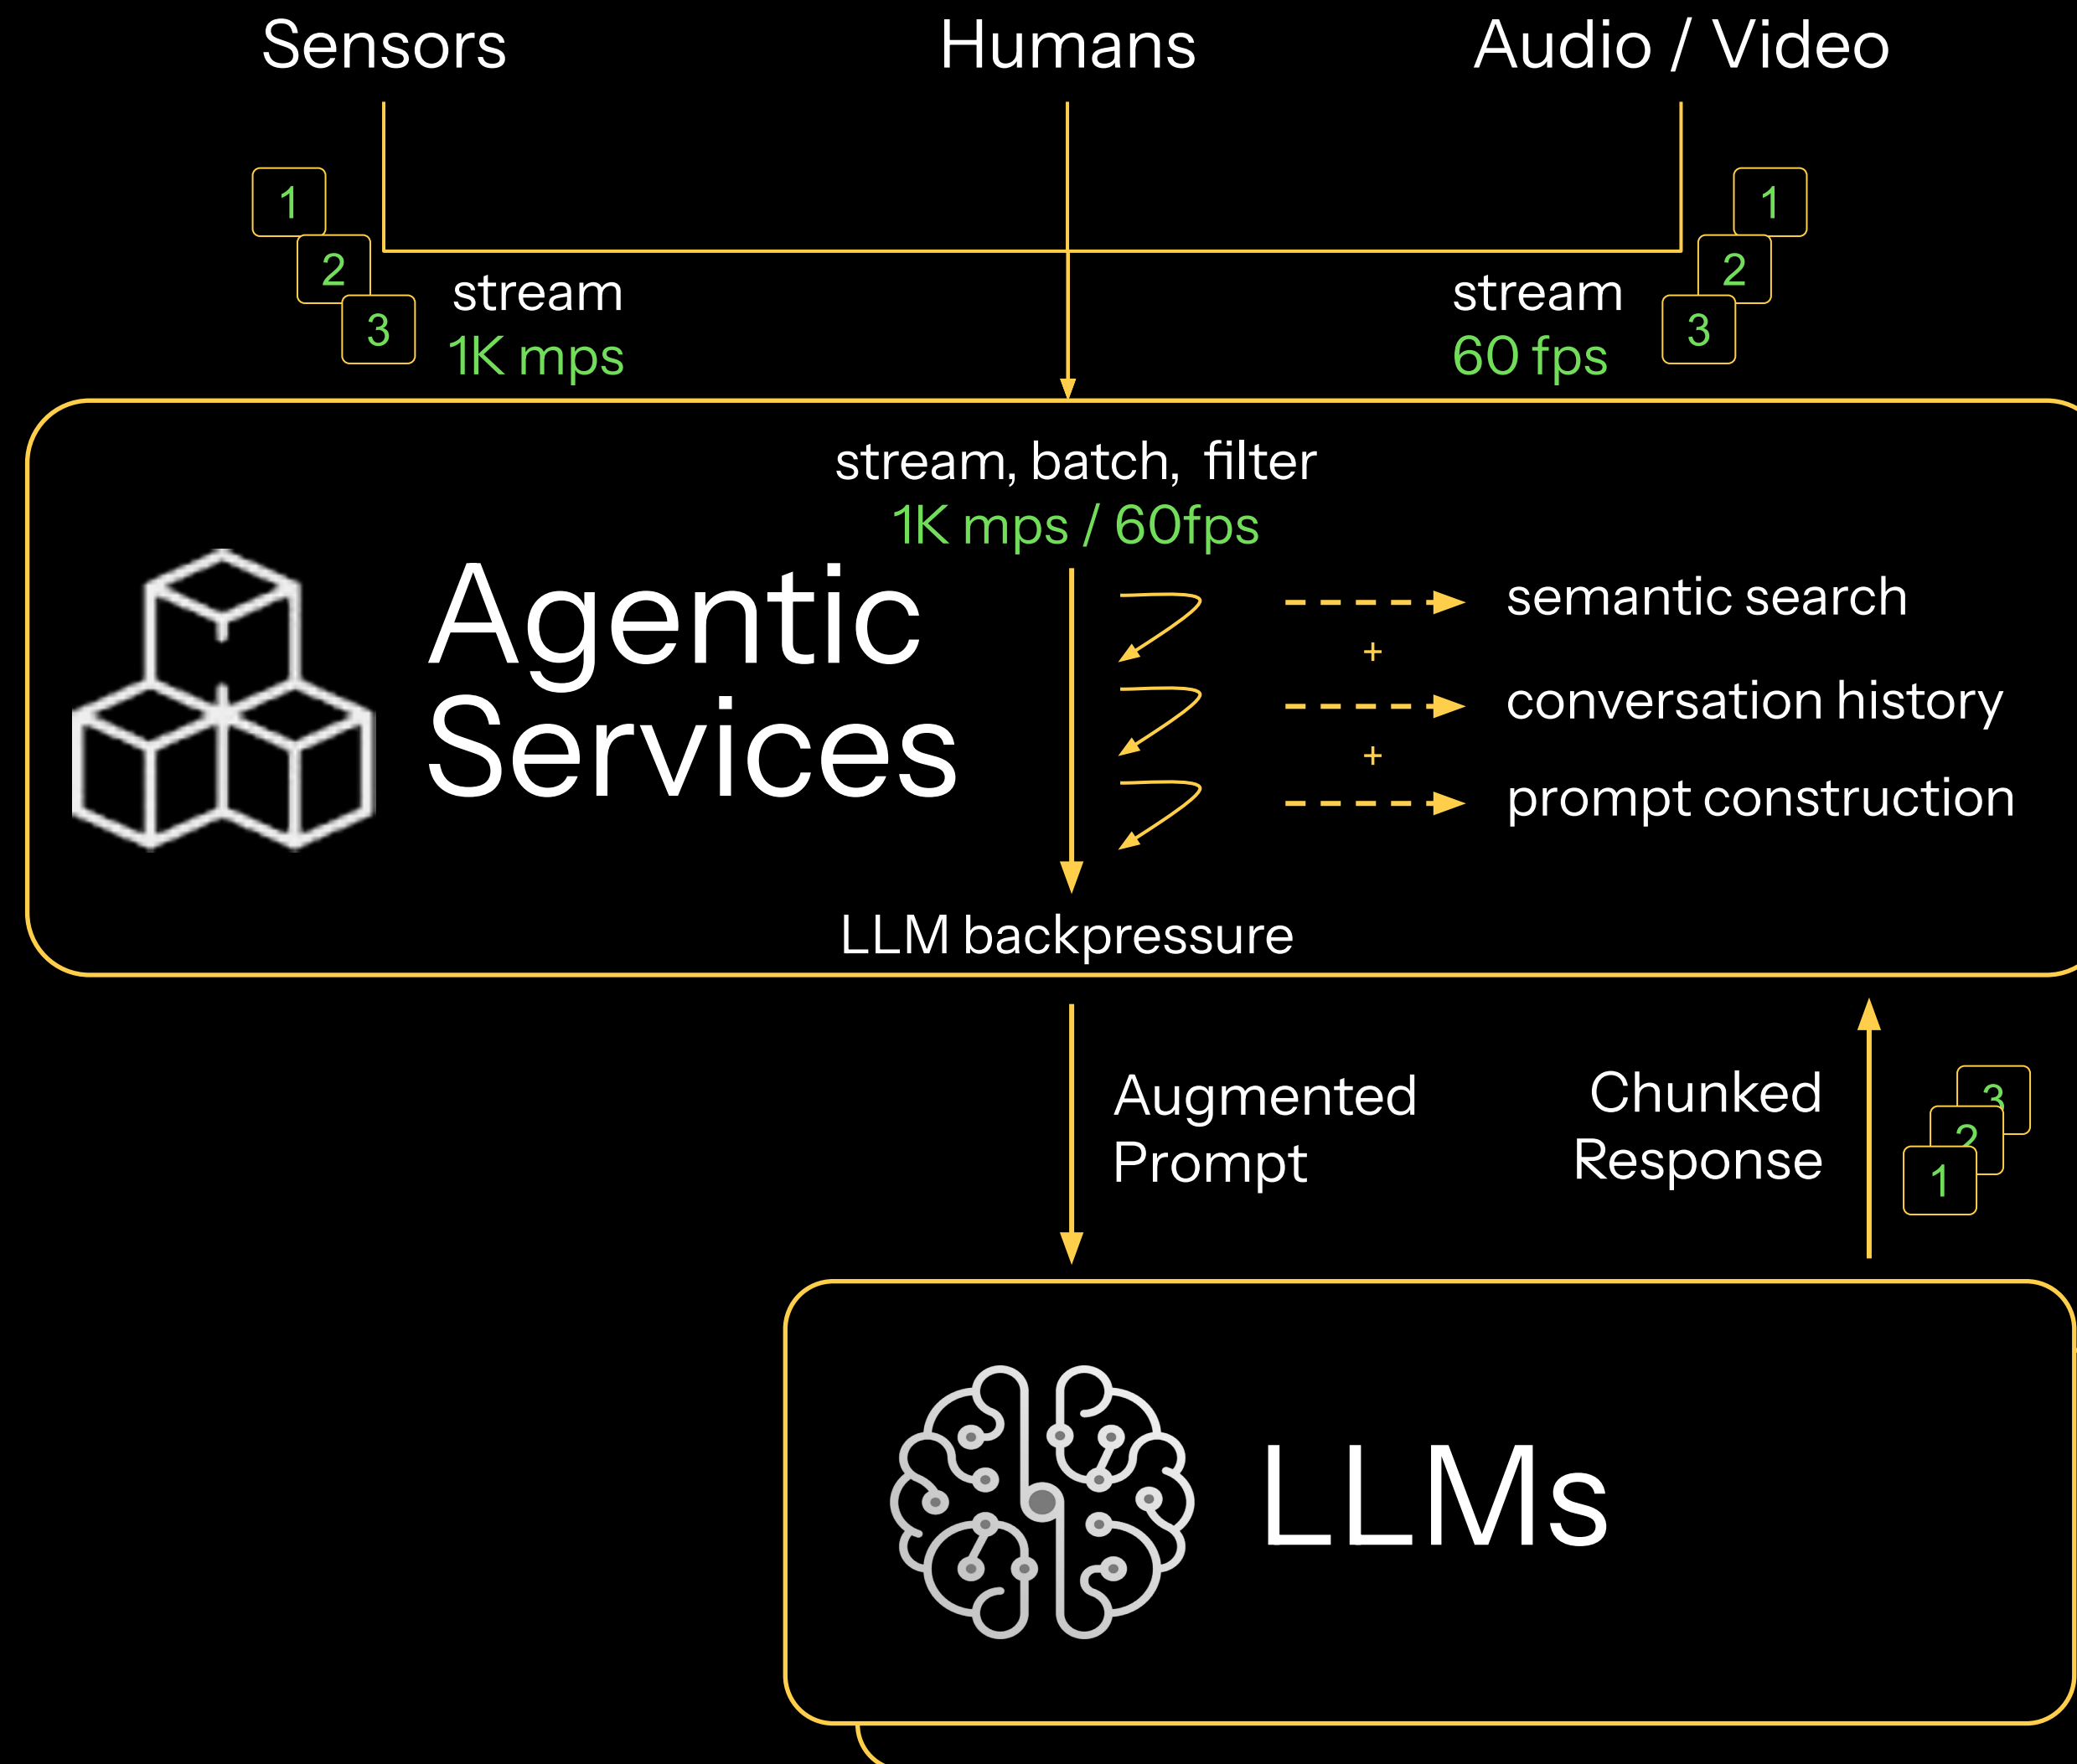 Sensors
Humans
Audio / Video
1
2
3
stream
1K mps
stream
60 fps
1
2
3
stream, batch, filter
1K mps / 60fps
Agentic
Services
semantic search
+
conversation history
+
prompt construction
LLM backpressure
Augmented
Prompt
Chunked
Response
3
2
1
LLMs